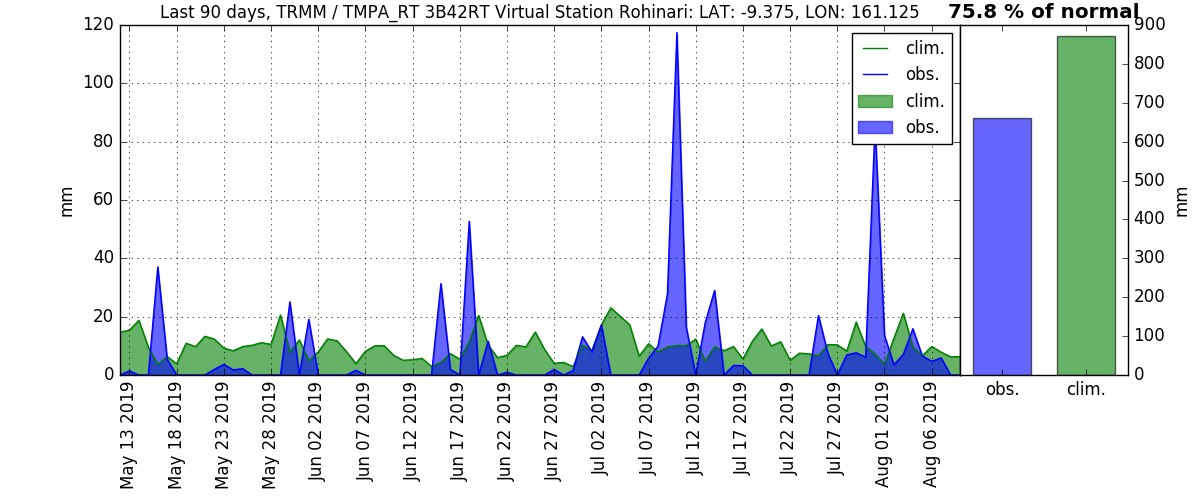 Last 90 days, TRMM / TMPA_RT 3B42RT Virtual Station Rohinari: LAT: -9.375, LON: 161.125
75.8 % of normal
120
100
80
60
40
20
0
mm
clim.
obs.
clim.
obs.
900
800
700
600
500
400
300
200
100
0
mm
May 13 2019
May 18 2019
May 23 2019
May 28 2019
Jun 02 2019
Jun 07 2019
Jun 12 2019
Jun 17 2019
Jun 22 2019
Jun 27 2019
Jul 02 2019
Jul 07 2019
Jul 12 2019
Jul 17 2019
Jul 22 2019
Jul 27 2019
Aug 01 2019
Aug 06 2019
obs.
clim.